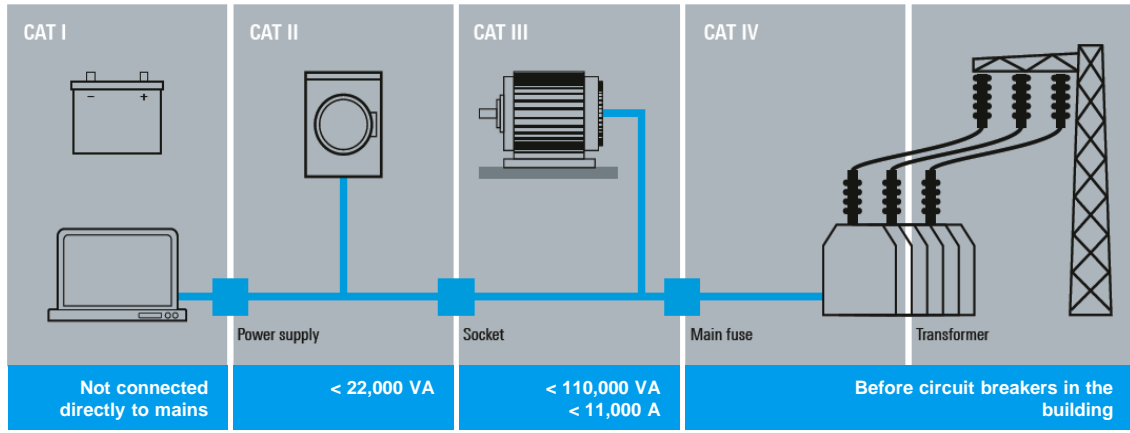 CAT I
CAT II
CAT III
CAT IV
- +
Power supply
Socket
Main fuse
Transformer
Not connected
directly to mains
< 22,000 VA
< 110,000 VA
< 11,000 A
Before circuit breakers in the
building